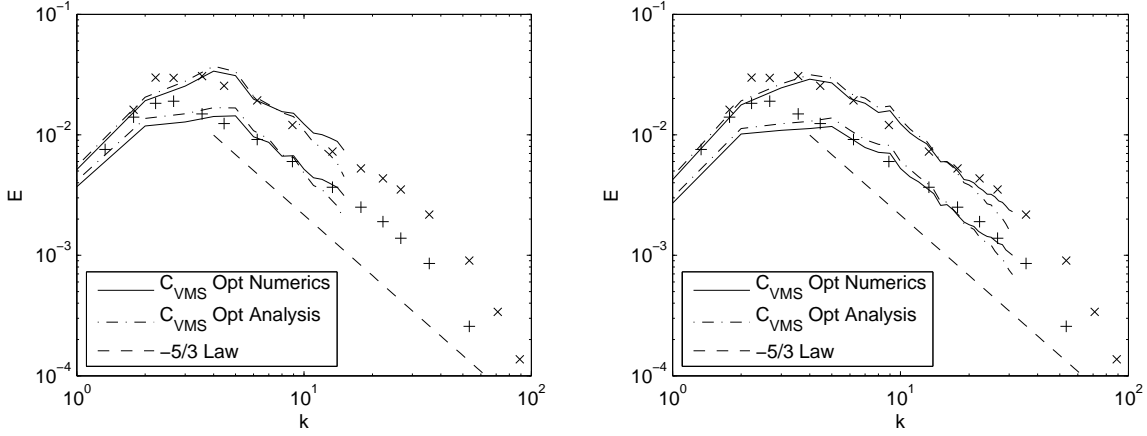 10^-1
10^-2
10^-3
10^-4
E
C_VMS Opt Numerics
C_VMS Opt Analysis
−5/3 Law
10^0
10^1
10^2
k
10^-1
10^-2
10^-3
10^-4
E
C_VMS Opt Numerics
C_VMS Opt Analysis
−5/3 Law
10^0
10^1
10^2
k